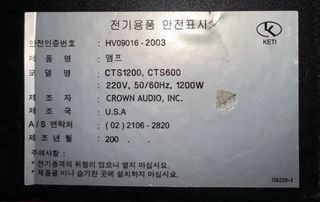 전기용품 안전표시
K
KETI
안전인증번호 : HV09016-2003
제 품 명 : 앰프
모 델 명 : CTS1200, CTS600
: 220V, 50/60Hz, 1200W
제 조 자 : CROWN AUDIO, INC.
제 조 국 : U.S.A
A/S 연락처 : (02) 2106-2820
제 조 년 월 : 200 .
주의사항 :
* 전기충격의 위험이 있으니 열지 마십시요.
* 제품을 비나 습기찬 곳에 설치하지 마십시요.